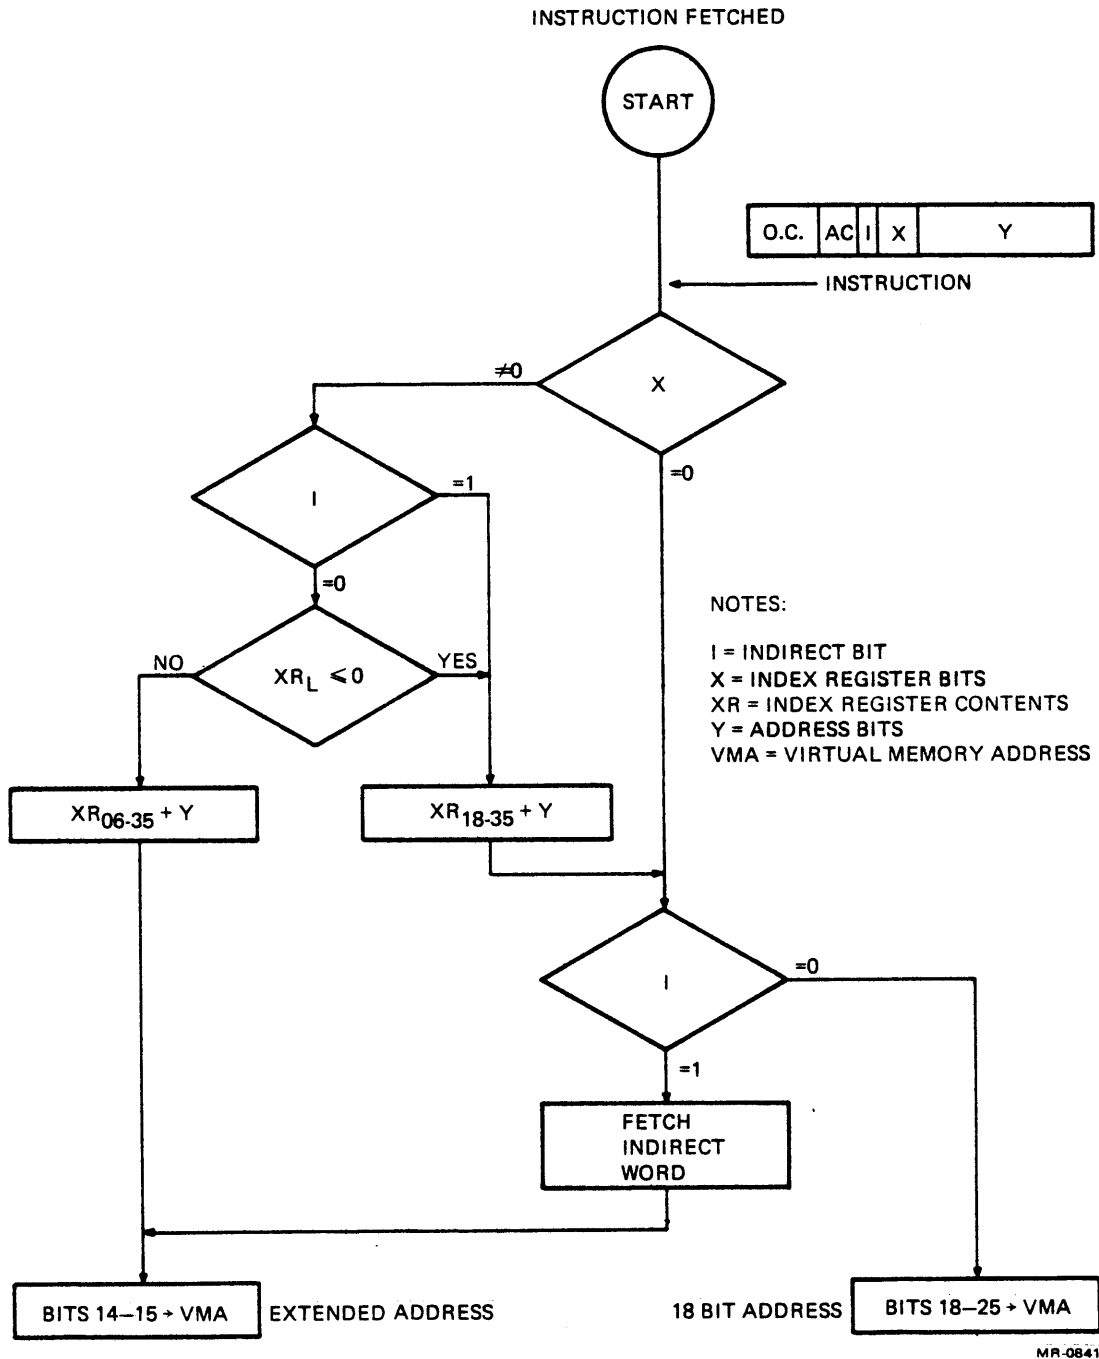 INSTRUCTION FETCHED
START
O.C. AC I X Y
INSTRUCTION
≠0
X
=0
I
=1
=0
NOTES:
I = INDIRECT BIT
X = INDEX REGISTER BITS
XR = INDEX REGISTER CONTENTS
Y = ADDRESS BITS
VMA = VIRTUAL MEMORY ADDRESS
NO
XR_L ≤ 0
YES
XR06-35 + Y
XR18-35 + Y
I
=0
=1
FETCH
INDIRECT
WORD
BITS 14–15 → VMA
EXTENDED ADDRESS
18 BIT ADDRESS
BITS 18–25 → VMA
MR-0841